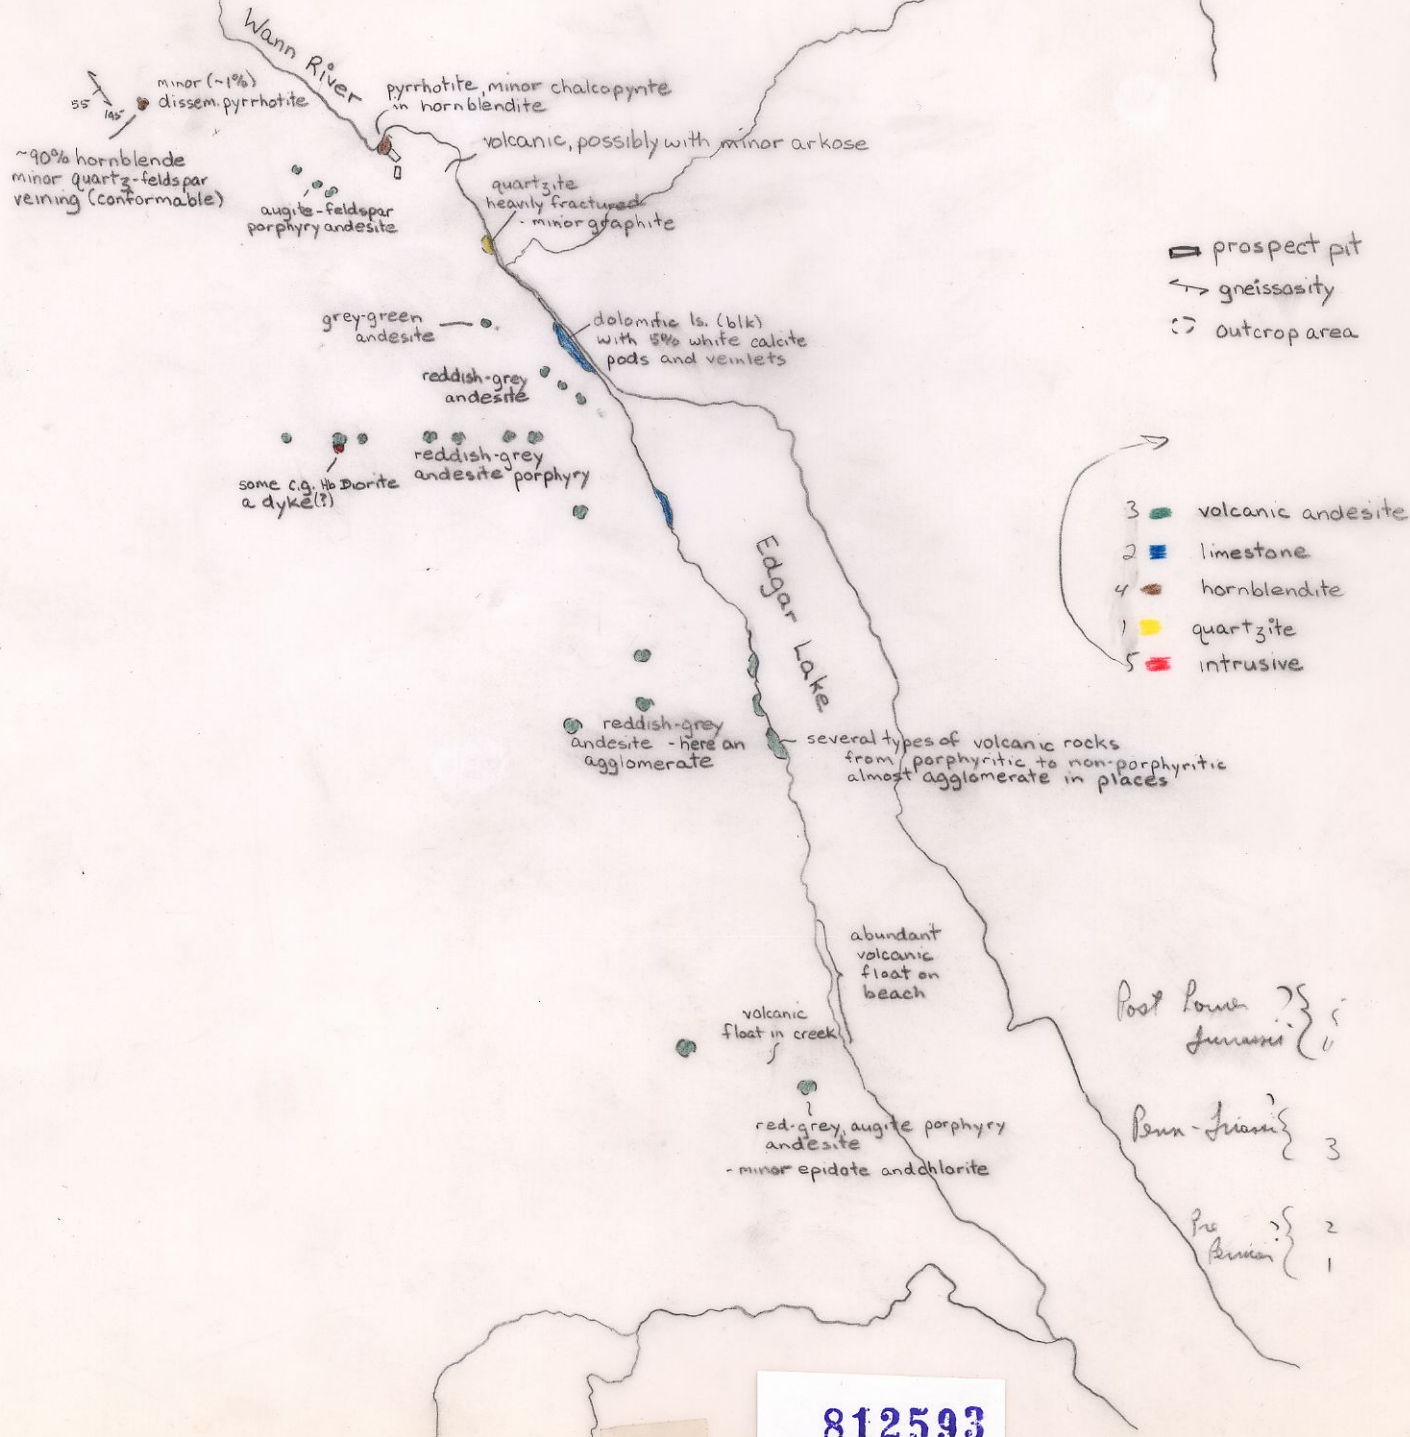 Wann River
minor (~1%)
dissem. pyrrhotite
55
145
~90% hornblende
minor quartz-feldspar
veining (conformable)
pyrrhotite, minor chalcopyrite
in hornblendite
volcanic, possibly with minor arkose
augite-feldspar
porphyry andesite
quartzite
heavily fractured
- minor graphite
prospect pit
gneissosity
outcrop area
grey-green
andesite
dolomitic ls. (blk)
with 5% white calcite
pods and veinlets
reddish-grey
andesite
some c.g. Hb Diorite
a dyke(?)
reddish-grey
andesite porphyry
3 volcanic andesite
2 limestone
4 hornblendite
1 quartzite
5 intrusive
Edgar Lake
reddish-grey
andesite - here an
agglomerate
several types of volcanic rocks
from porphyritic to non-porphyritic
almost agglomerate in places
abundant
volcanic
float on
beach
volcanic
float in creek
red-grey, augite porphyry
andesite
- minor epidote and chlorite
Post Lower ?
Jurassic
Penn-Triassic ?
3
Pre ? 2
Permian 1
812593